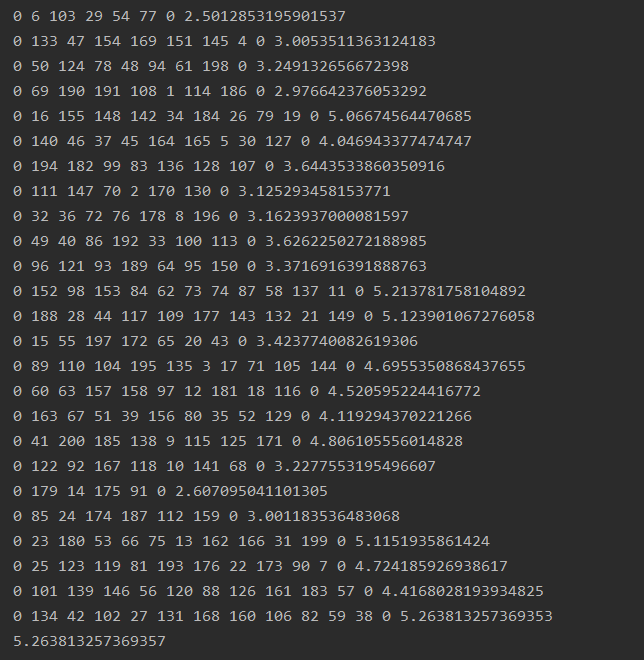 0 6 103 29 54 77 0 2.5012853195901537
0 133 47 154 169 151 145 4 0 3.0053511363124183
0 50 124 78 48 94 61 198 0 3.249132656672398
0 69 190 191 108 1 114 186 0 2.976642376053292
0 16 155 148 142 34 184 26 79 19 0 5.06674564470685
0 140 46 37 45 164 165 5 30 127 0 4.046943377474747
0 194 182 99 83 136 128 107 0 3.6443533860350916
0 111 147 70 2 170 130 0 3.125293458153771
0 32 36 72 76 178 8 196 0 3.1623937000081597
0 49 40 86 192 33 100 113 0 3.6262250272188985
0 96 121 93 189 64 95 150 0 3.3716916391888763
0 152 98 153 84 62 73 74 87 58 137 11 0 5.213781758104892
0 188 28 44 117 109 177 143 132 21 149 0 5.123901067276058
0 15 55 197 172 65 20 43 0 3.4237740082619306
0 89 110 104 195 135 3 17 71 105 144 0 4.6955350868437655
0 60 63 157 158 97 12 181 18 116 0 4.520595224416772
0 163 67 51 39 156 80 35 52 129 0 4.119294370221266
0 41 200 185 138 9 115 125 171 0 4.806105556014828
0 122 92 167 118 10 141 68 0 3.2277553195496607
0 179 14 175 91 0 2.607095041101305
0 85 24 174 187 112 159 0 3.001183536483068
0 23 180 53 66 75 13 162 166 31 199 0 5.1151935861424
0 25 123 119 81 193 176 22 173 90 7 0 4.724185926938617
0 101 139 146 56 120 88 126 161 183 57 0 4.4168028193934825
0 134 42 102 27 131 168 160 106 82 59 38 0 5.263813257369353
5.263813257369357